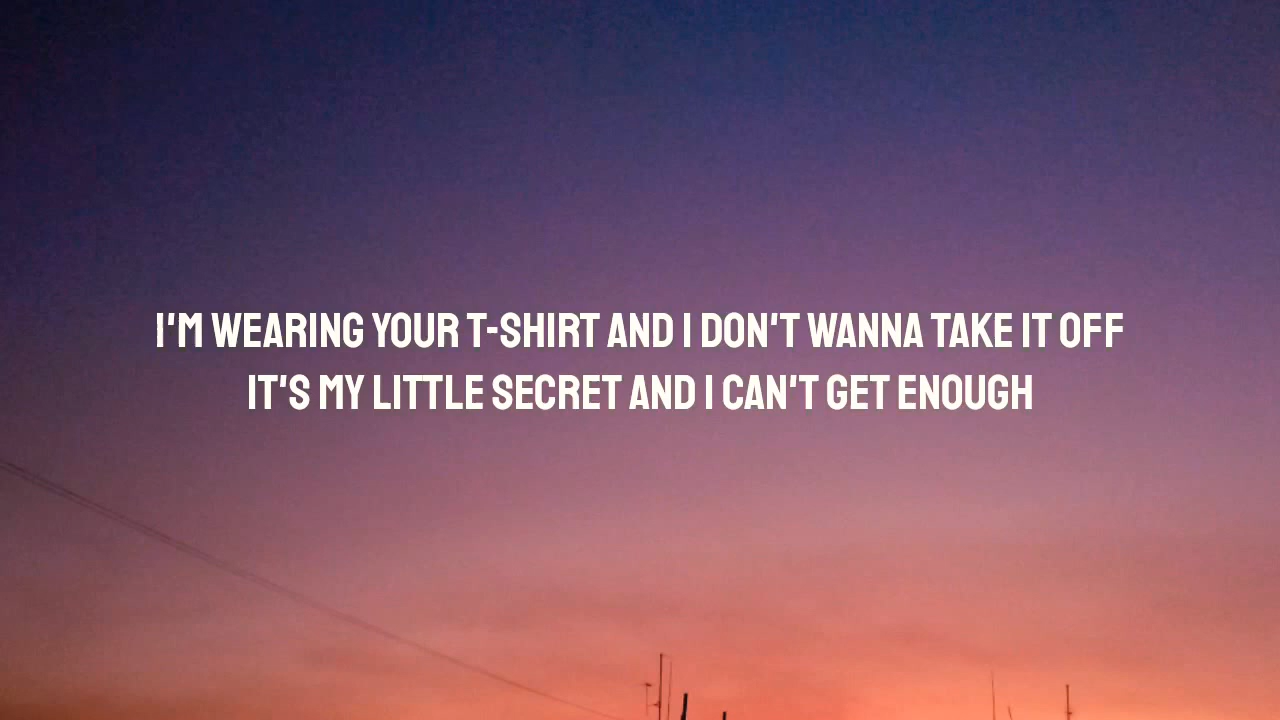 I'M WEARING YOUR T-SHIRT AND I DON'T WANNA TAKE IT OFF
IT'S MY LITTLE SECRET AND I CAN'T GET ENOUGH